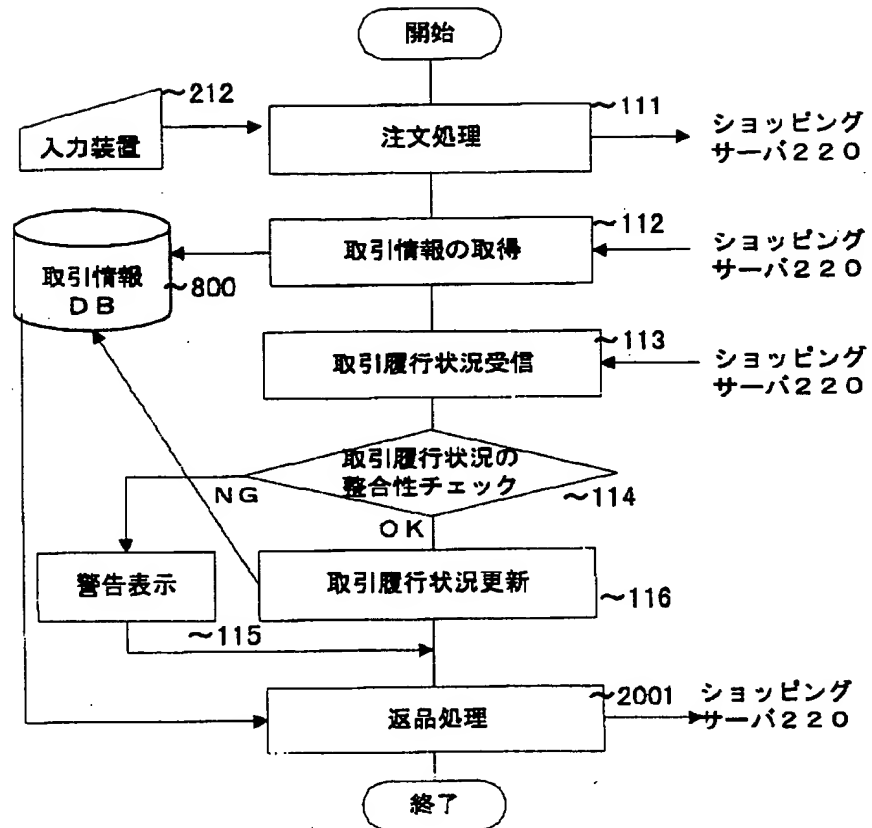 開始
～212
入力装置
～111
注文処理
ショッピング
サーバ２２０
～112
取引情報の取得
ショッピング
サーバ２２０
取引情報
ＤＢ
～800
～113
取引履行状況受信
ショッピング
サーバ２２０
取引履行状況の
整合性チェック
～114
ＮＧ
ＯＫ
警告表示
～115
取引履行状況更新
～116
～2001
返品処理
ショッピング
サーバ２２０
終了